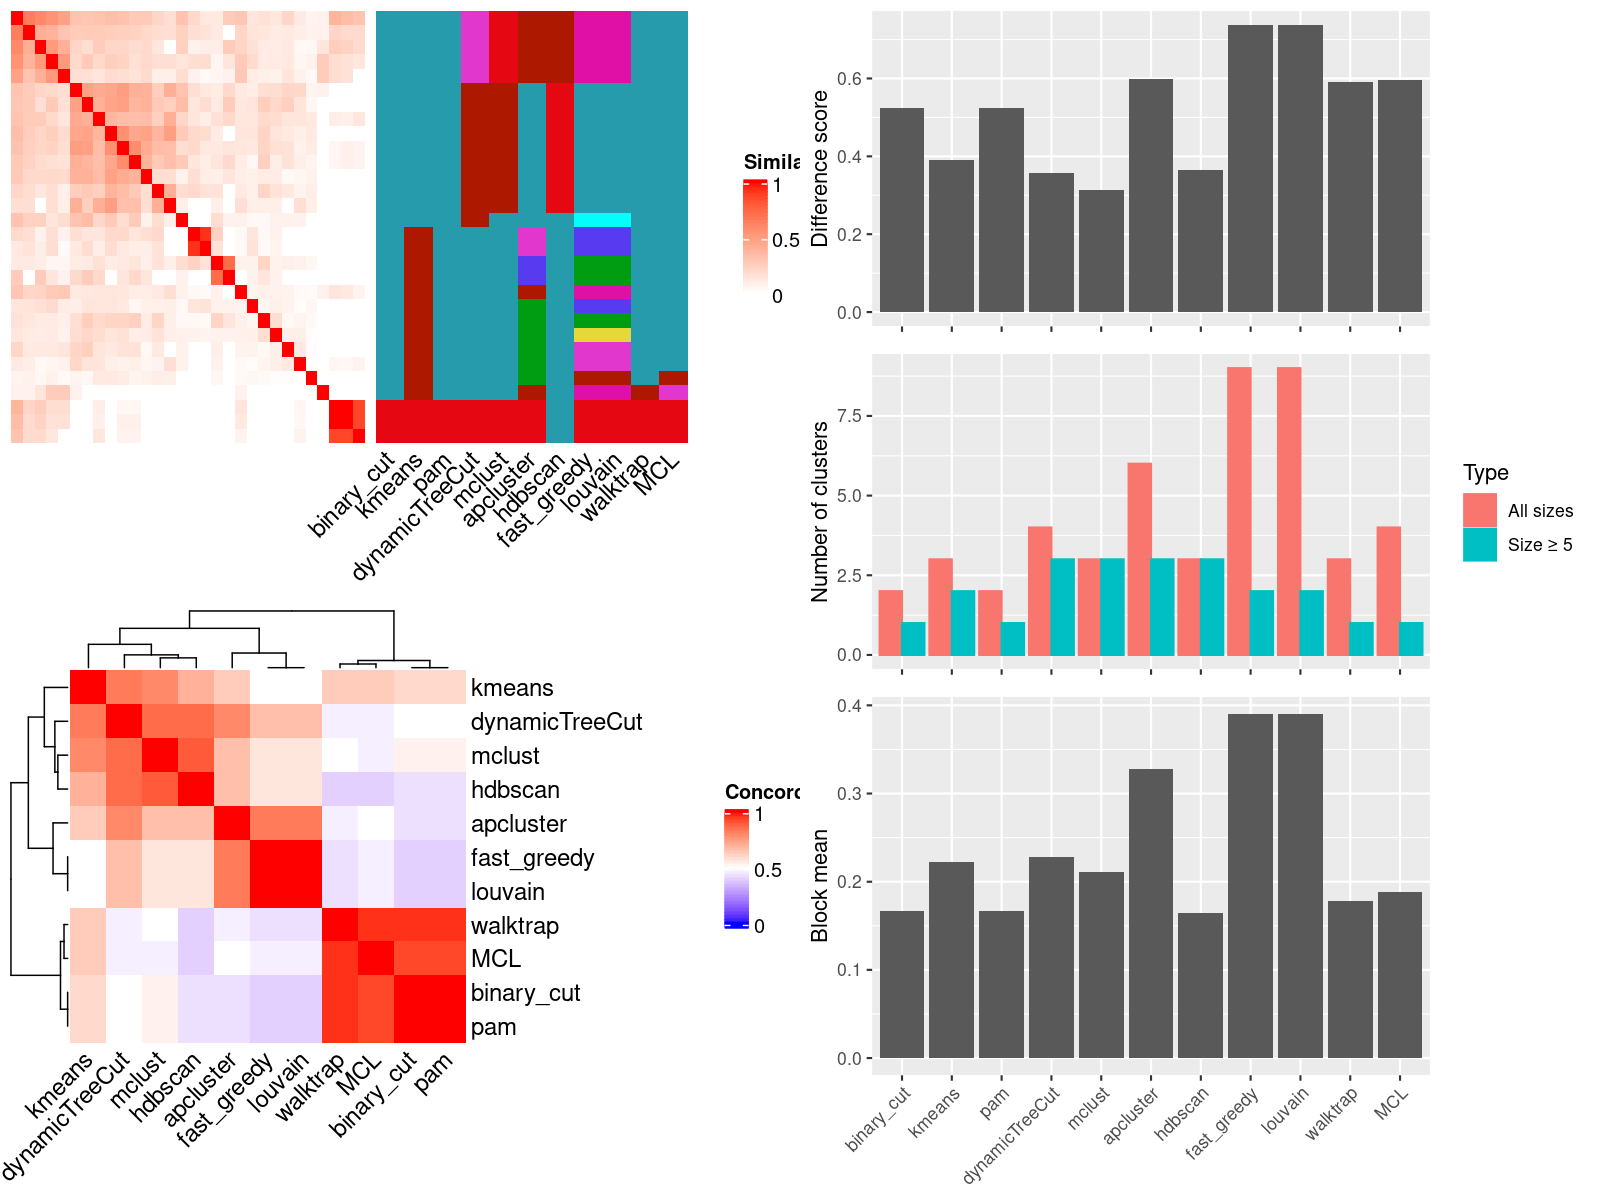 Simila
1
0.5
0
binary_cut
kmeans
pam
dynamicTreeCut
mclust
apcluster
hdbscan
fast_greedy
louvain
walktrap
MCL
Difference score
0.6
0.4
0.2
0.0
Number of clusters
7.5
5.0
2.5
0.0
Type
All sizes
Size ≥ 5
kmeans
dynamicTreeCut
mclust
hdbscan
apcluster
fast_greedy
louvain
walktrap
MCL
binary_cut
pam
kmeans
dynamicTreeCut
mclust
hdbscan
apcluster
fast_greedy
louvain
walktrap
MCL
binary_cut
pam
Concord
1
0.5
0
Block mean
0.4
0.3
0.2
0.1
0.0
binary_cut
kmeans
pam
dynamicTreeCut
mclust
apcluster
hdbscan
fast_greedy
louvain
walktrap
MCL